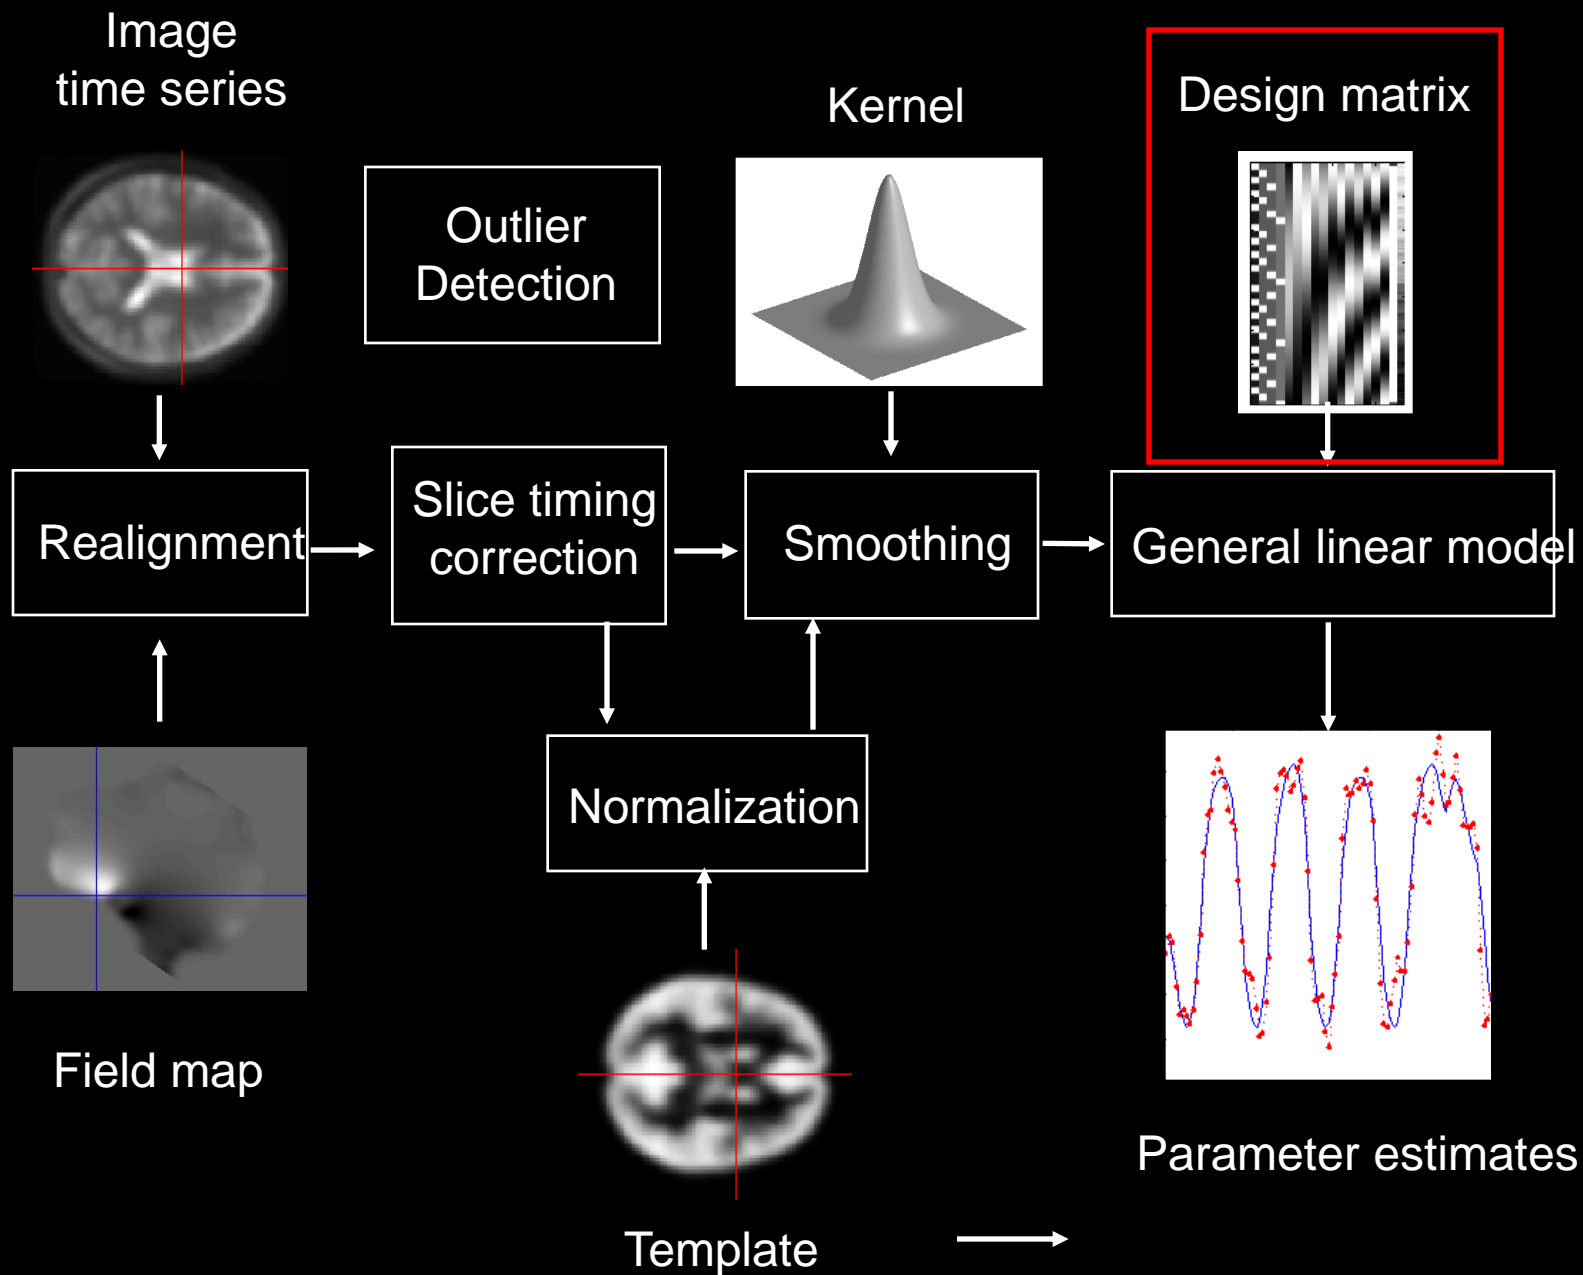 Image
time series
Outlier
Detection
Kernel
Design matrix
Realignment
Slice timing
correction
Smoothing
General linear model
Normalization
Field map
Template
Parameter estimates